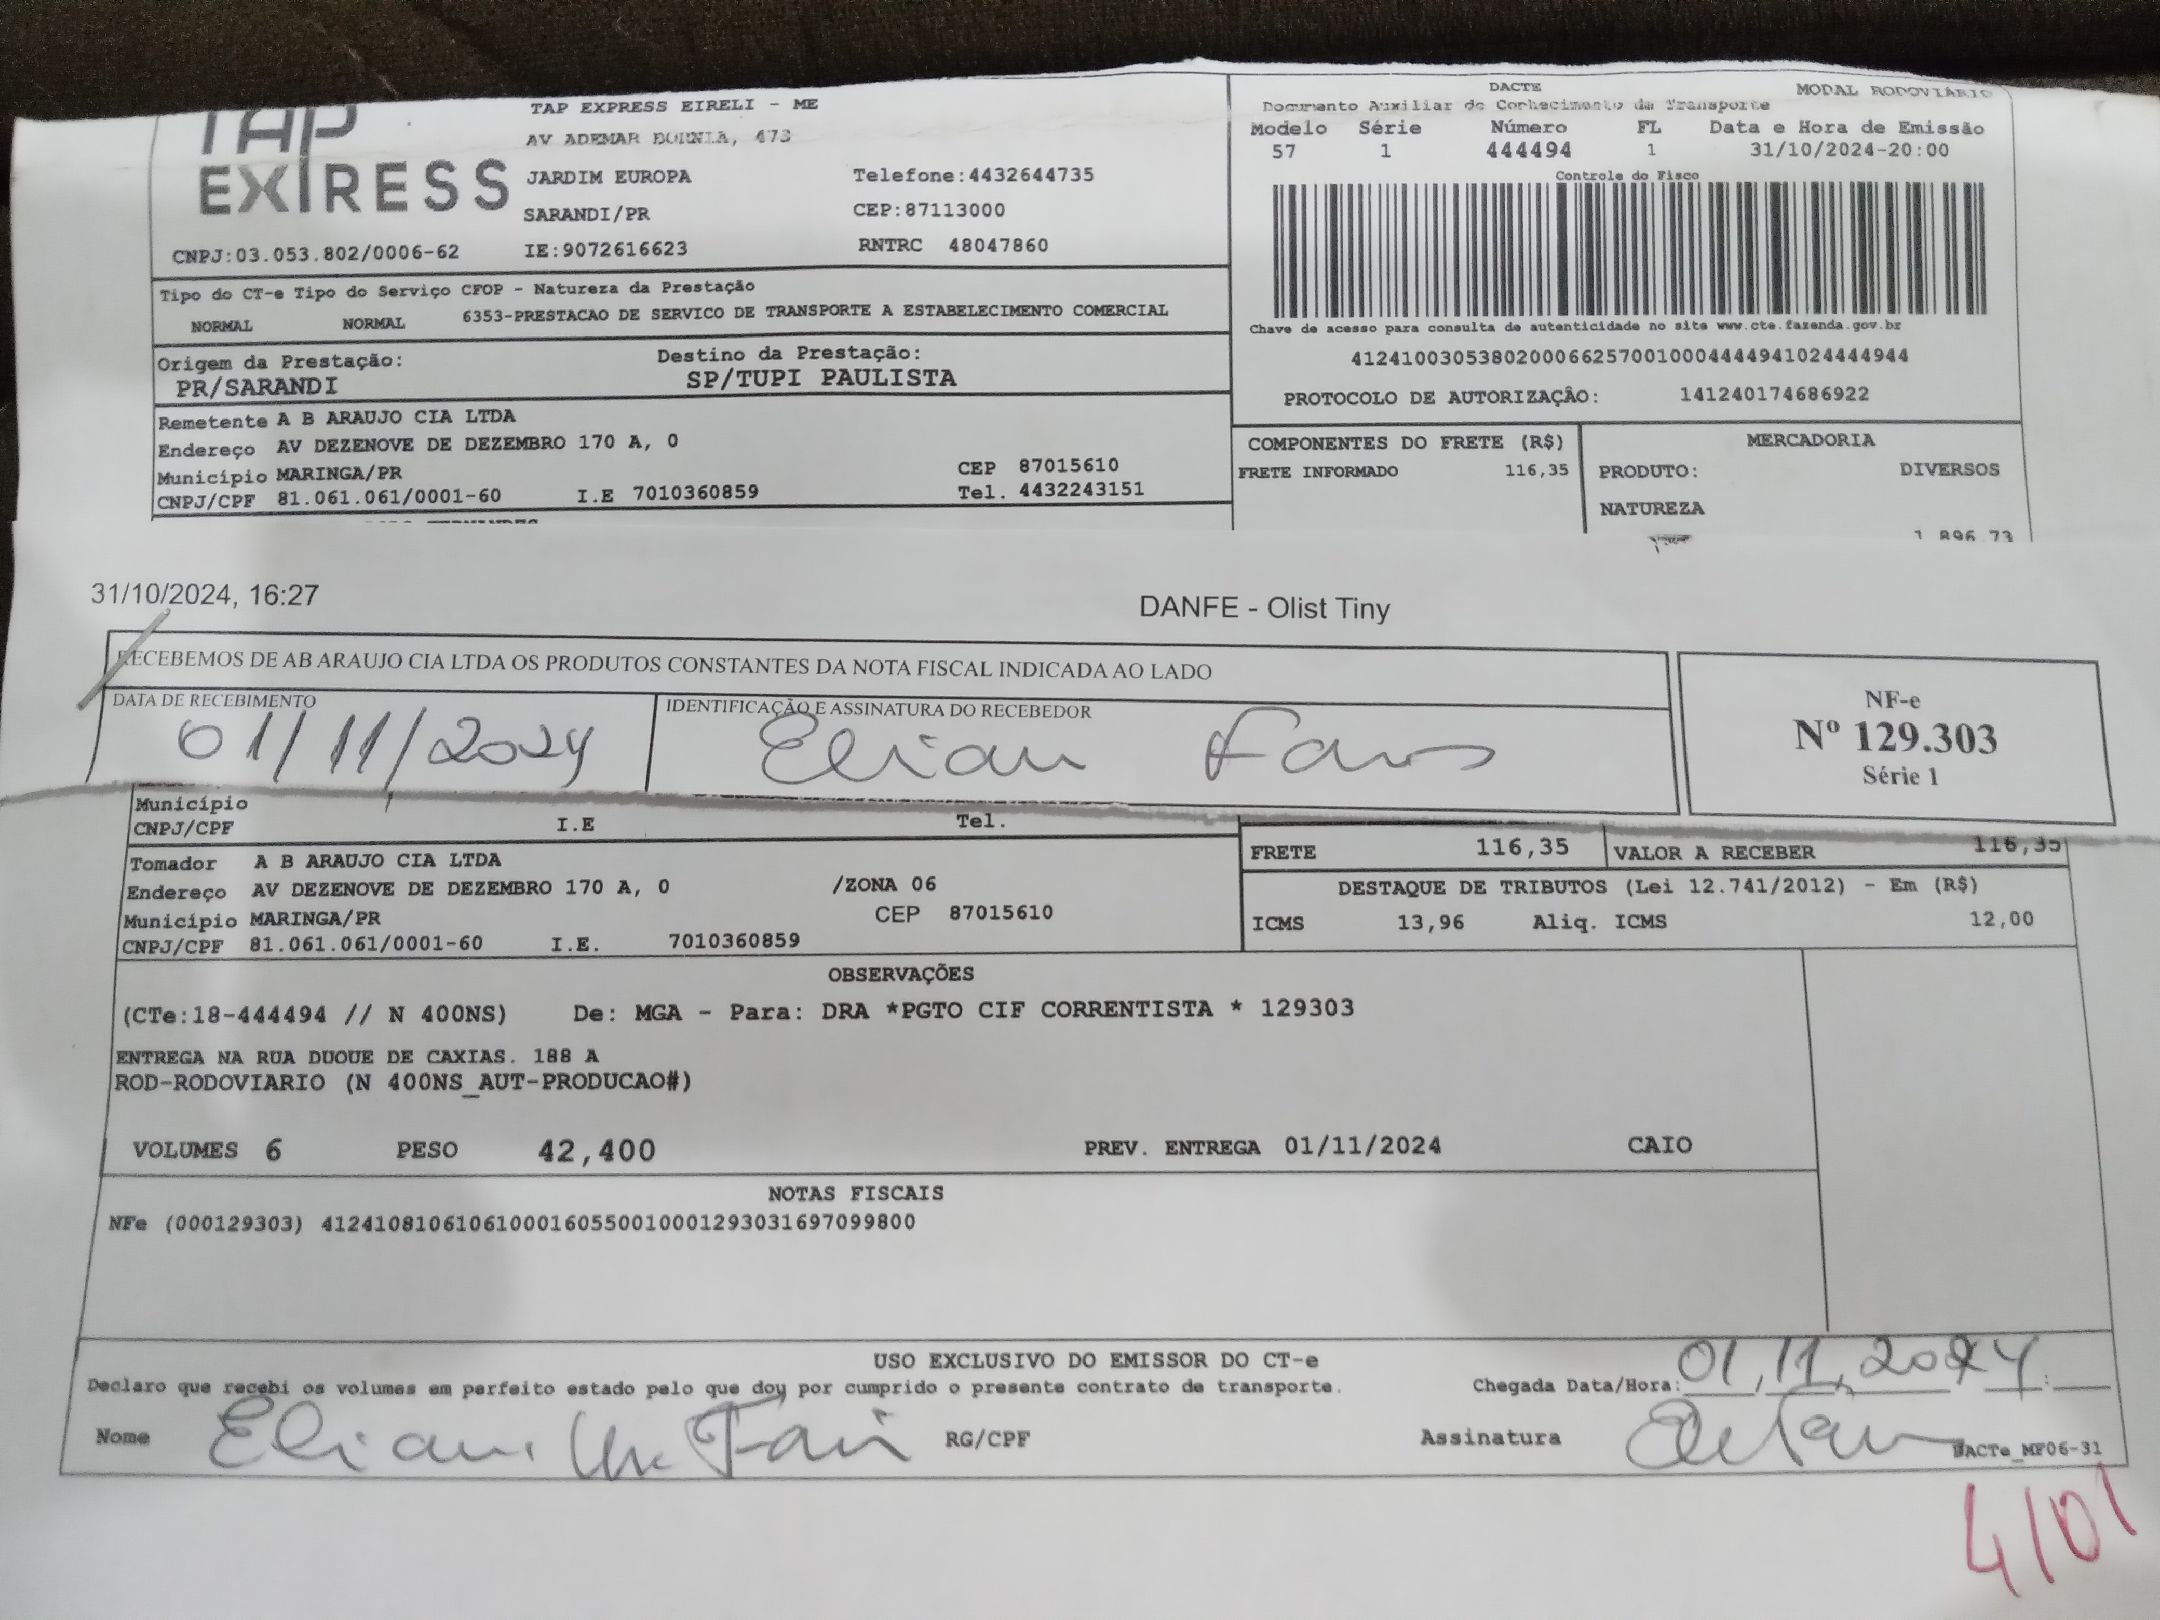 TAP
EXPRESS
TAP EXPRESS EIRELI - ME
AV ADEMAR BORNIA, 473
JARDIM EUROPA Telefone:4432644735
SARANDI/PR CEP:87113000
CNPJ:03.053.802/0006-62 IE:9072616623 RNTRC 48047860
DACTE MODAL RODOVIÁRIO
Documento Auxiliar de Conhecimento de Transporte
Modelo Série Número FL Data e Hora de Emissão
57 1 444494 1 31/10/2024-20:00
Controle do Fisco
Chave de acesso para consulta de autenticidade no site www.cte.fazenda.gov.br
41241003053802000662570010004444941024444944
PROTOCOLO DE AUTORIZAÇÃO: 141240174686922
Tipo do CT-e Tipo do Serviço CFOP - Natureza da Prestação
NORMAL NORMAL 6353-PRESTACAO DE SERVICO DE TRANSPORTE A ESTABELECIMENTO COMERCIAL
Origem da Prestação: Destino da Prestação:
PR/SARANDI SP/TUPI PAULISTA
Remetente A B ARAUJO CIA LTDA
Endereço AV DEZENOVE DE DEZEMBRO 170 A, 0
Município MARINGA/PR CEP 87015610
CNPJ/CPF 81.061.061/0001-60 I.E 7010360859 Tel. 4432243151
COMPONENTES DO FRETE (R$) MERCADORIA
FRETE INFORMADO 116,35 PRODUTO: DIVERSOS
NATUREZA
1.896,73
31/10/2024, 16:27 DANFE - Olist Tiny
RECEBEMOS DE AB ARAUJO CIA LTDA OS PRODUTOS CONSTANTES DA NOTA FISCAL INDICADA AO LADO
DATA DE RECEBIMENTO IDENTIFICAÇÃO E ASSINATURA DO RECEBEDOR
01/11/2024 Elian
NF-e
Nº 129.303
Série 1
Município
CNPJ/CPF I.E Tel.
Tomador A B ARAUJO CIA LTDA
Endereço AV DEZENOVE DE DEZEMBRO 170 A, 0 /ZONA 06
Município MARINGA/PR CEP 87015610
CNPJ/CPF 81.061.061/0001-60 I.E. 7010360859
FRETE 116,35 VALOR A RECEBER 116,35
DESTAQUE DE TRIBUTOS (Lei 12.741/2012) - Em (R$)
ICMS 13,96 Aliq. ICMS 12,00
OBSERVAÇÕES
(CTe:18-444494 // N 400NS) De: MGA - Para: DRA *PGTO CIF CORRENTISTA * 129303
ENTREGA NA RUA DUQUE DE CAXIAS. 188 A
ROD-RODOVIARIO (N 400NS_AUT-PRODUCAO#)
VOLUMES 6 PESO 42,400 PREV. ENTREGA 01/11/2024 CAIO
NOTAS FISCAIS
NFe (000129303) 41241081061061000160550010001293031697099800
USO EXCLUSIVO DO EMISSOR DO CT-e
Declaro que recebi os volumes em perfeito estado pelo que doy por cumprido o presente contrato de transporte. Chegada Data/Hora: 01/11/2024
Nome RG/CPF Assinatura DACTe_MF06-31
4/01